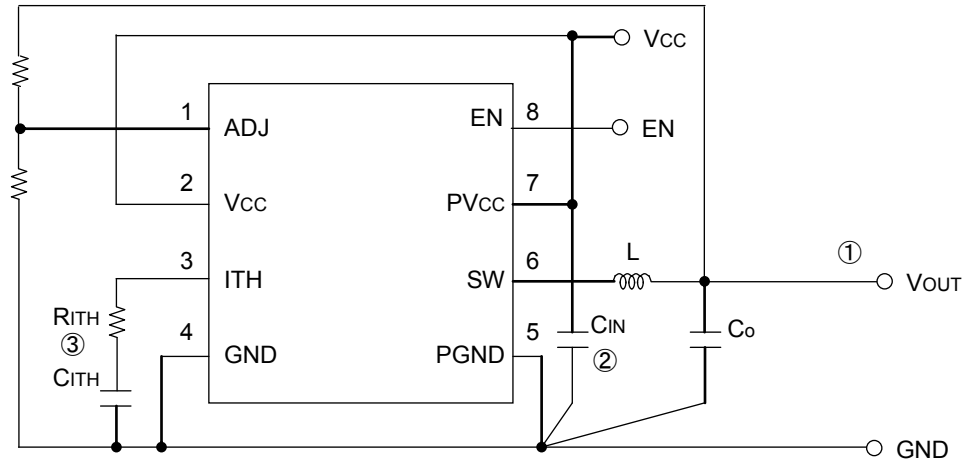 VCC
1
ADJ
EN
8
EN
2
VCC
PVCC
7
3
ITH
SW
6
L
①
VOUT
RITH
③
CITH
4
GND
PGND
5
CIN
②
Co
GND